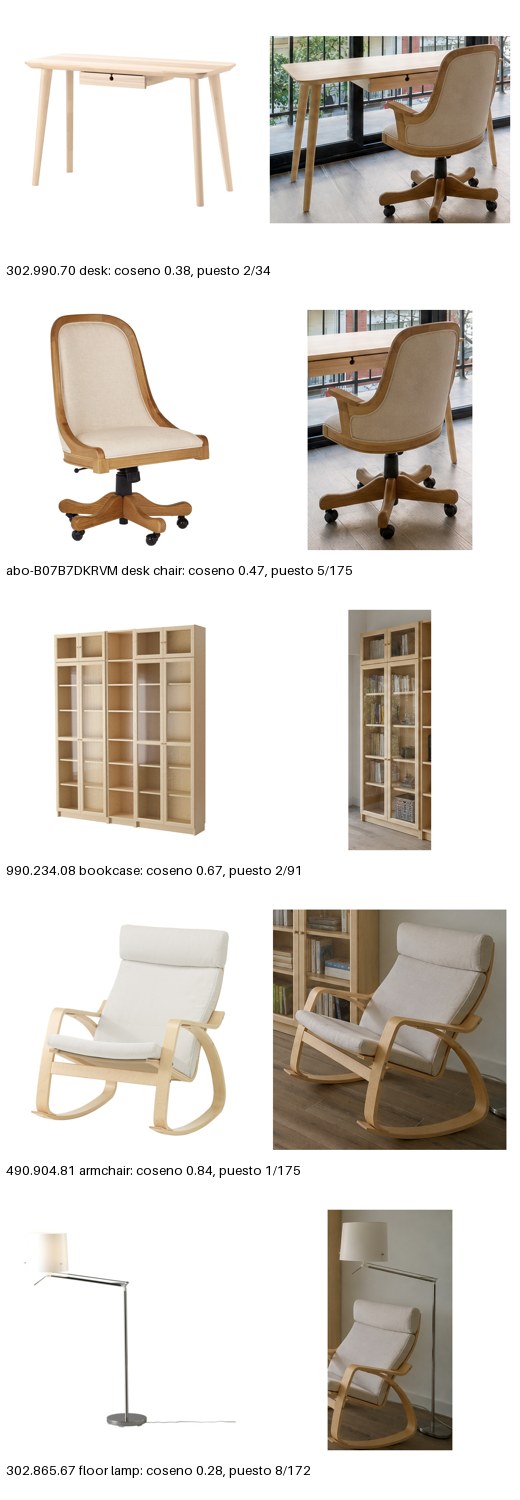 302.990.70 desk: coseno 0.38, puesto 2/34
abo-B07B7DKRVM desk chair: coseno 0.47, puesto 5/175
990.234.08 bookcase: coseno 0.67, puesto 2/91
490.904.81 armchair: coseno 0.84, puesto 1/175
302.865.67 floor lamp: coseno 0.28, puesto 8/172